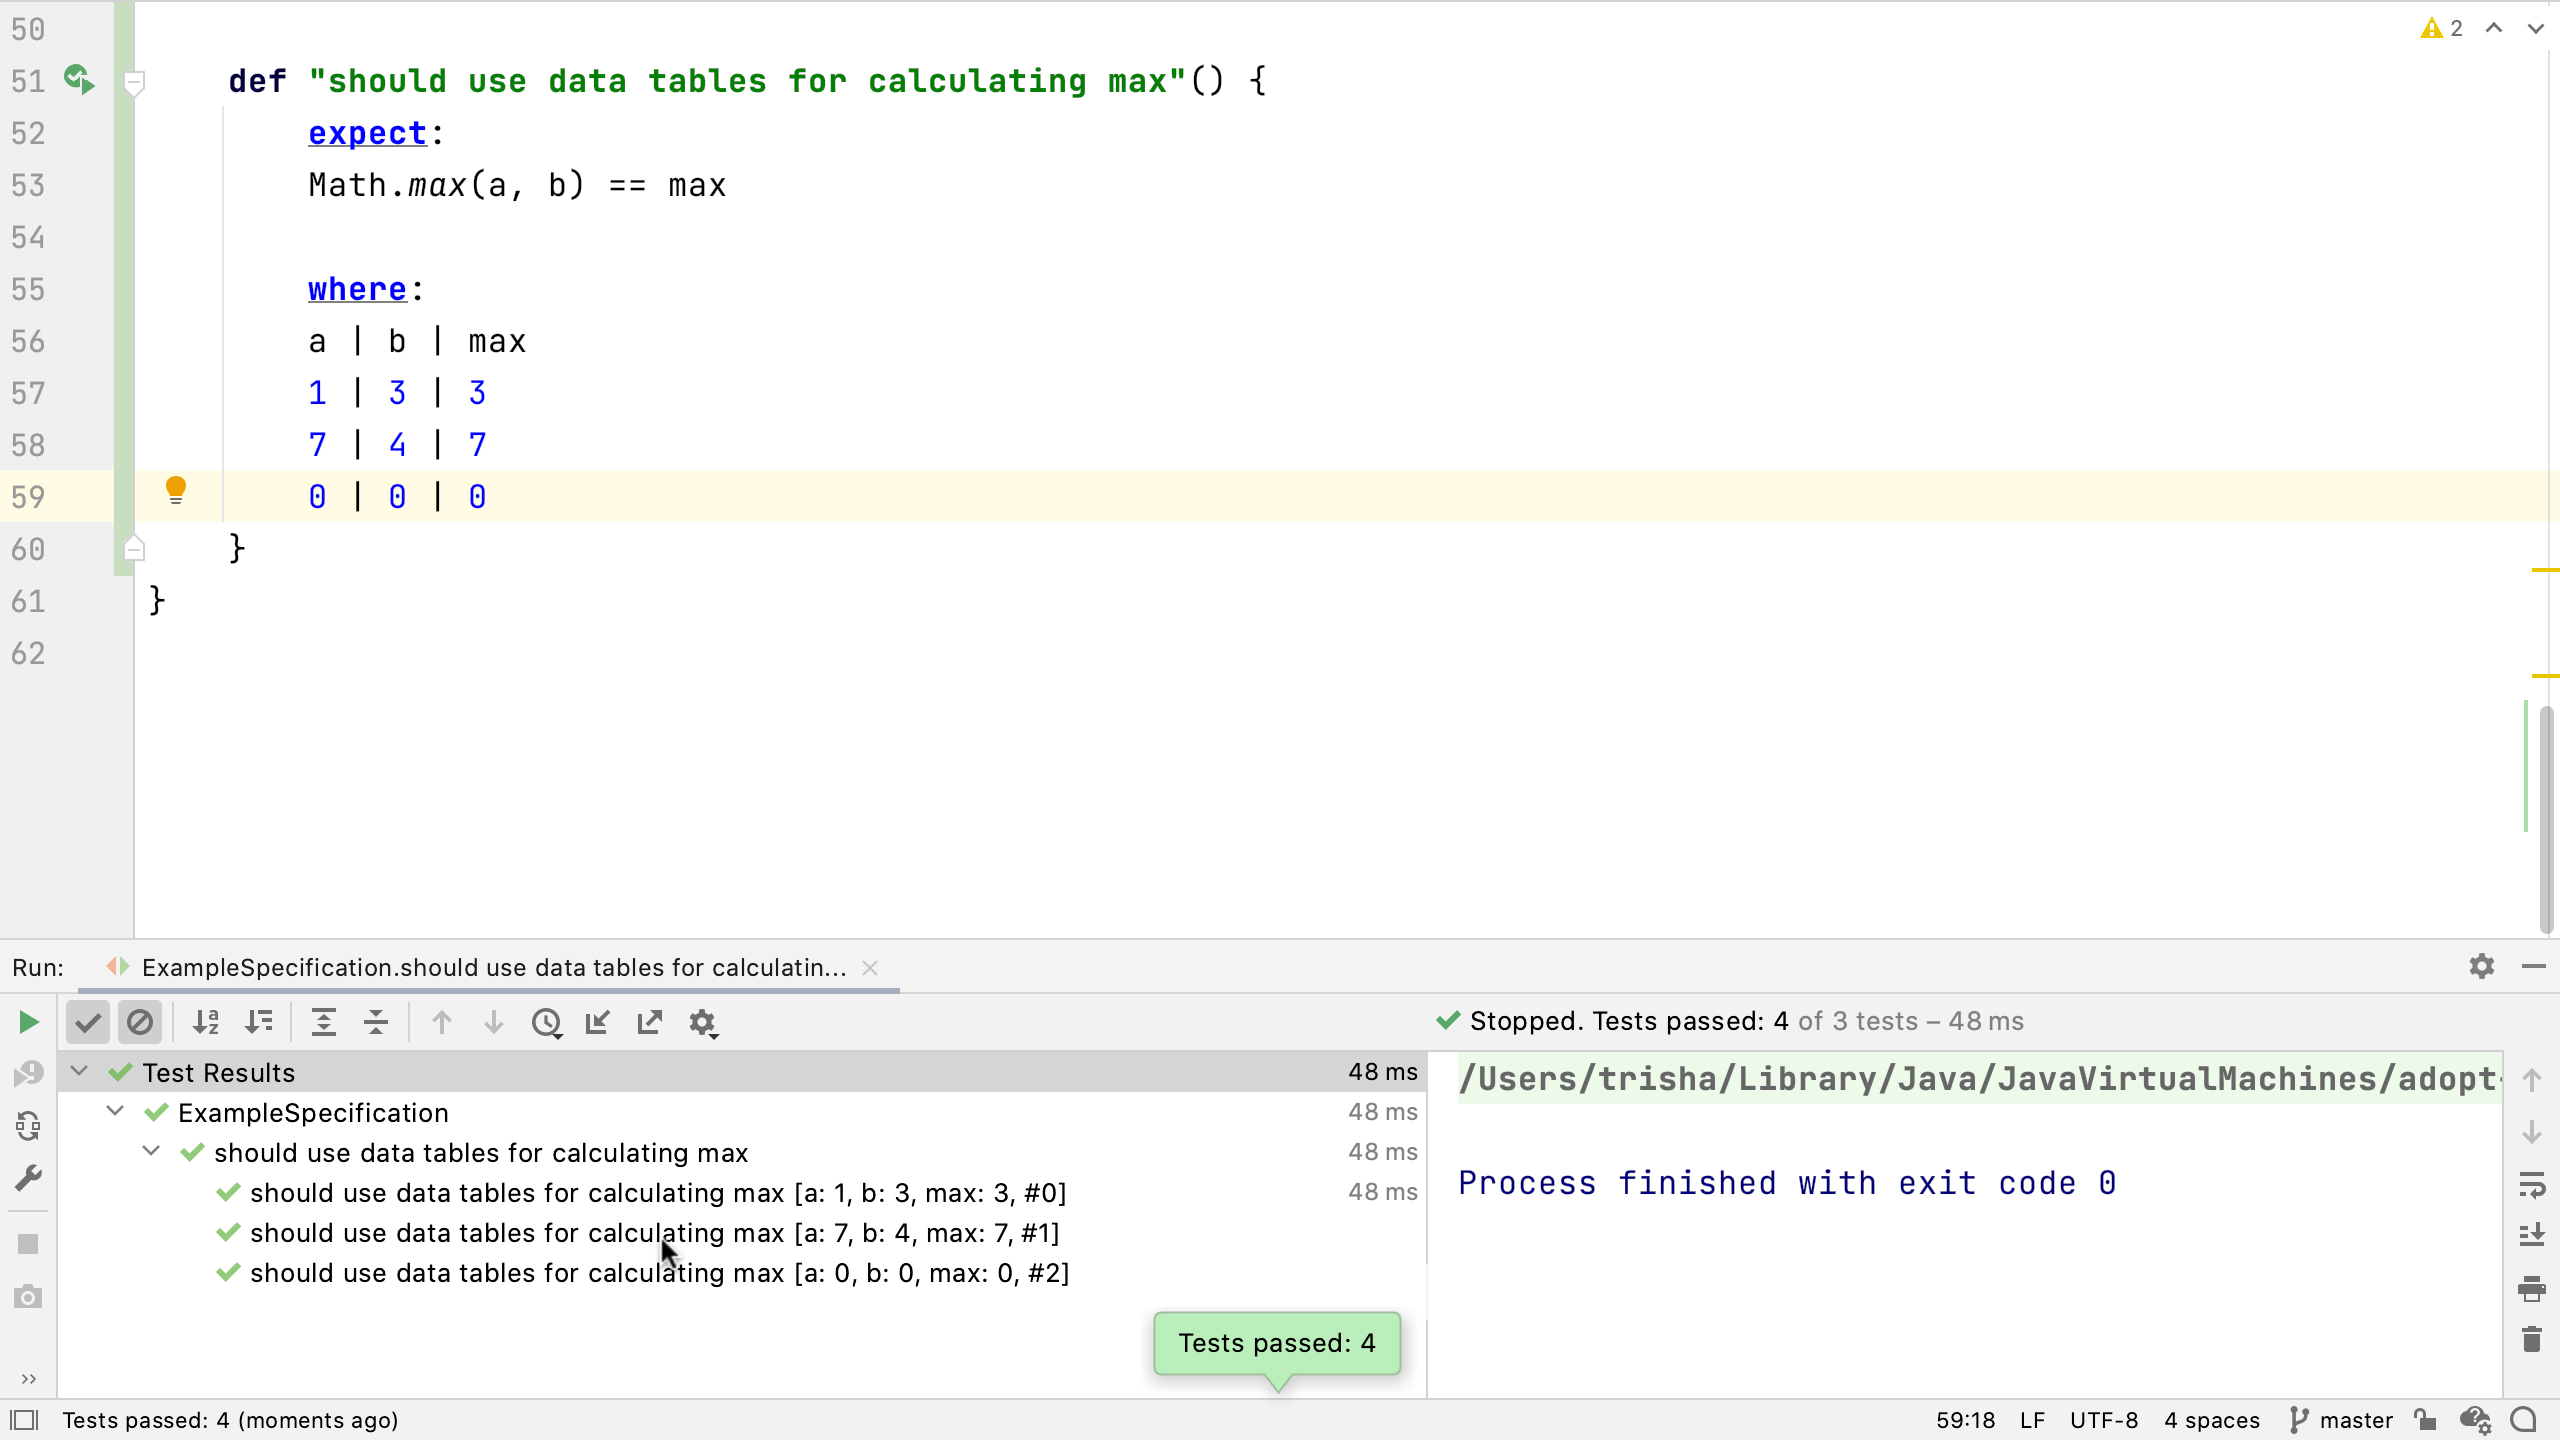 50
2
51 def "should use data tables for calculating max"() {
52 expect:
53 Math.max(a, b) == max
54
55 where:
56 a | b | max
57 1 | 3 | 3
58 7 | 4 | 7
59 0 | 0 | 0
60 }
61 }
62
Run: ExampleSpecification.should use data tables for calculatin...
Stopped. Tests passed: 4 of 3 tests – 48 ms
Test Results 48 ms
ExampleSpecification 48 ms
should use data tables for calculating max 48 ms
should use data tables for calculating max [a: 1, b: 3, max: 3, #0] 48 ms
should use data tables for calculating max [a: 7, b: 4, max: 7, #1]
should use data tables for calculating max [a: 0, b: 0, max: 0, #2]
/Users/trisha/Library/Java/JavaVirtualMachines/adopt-
Process finished with exit code 0
Tests passed: 4
Tests passed: 4 (moments ago)
59:18 LF UTF-8 4 spaces master